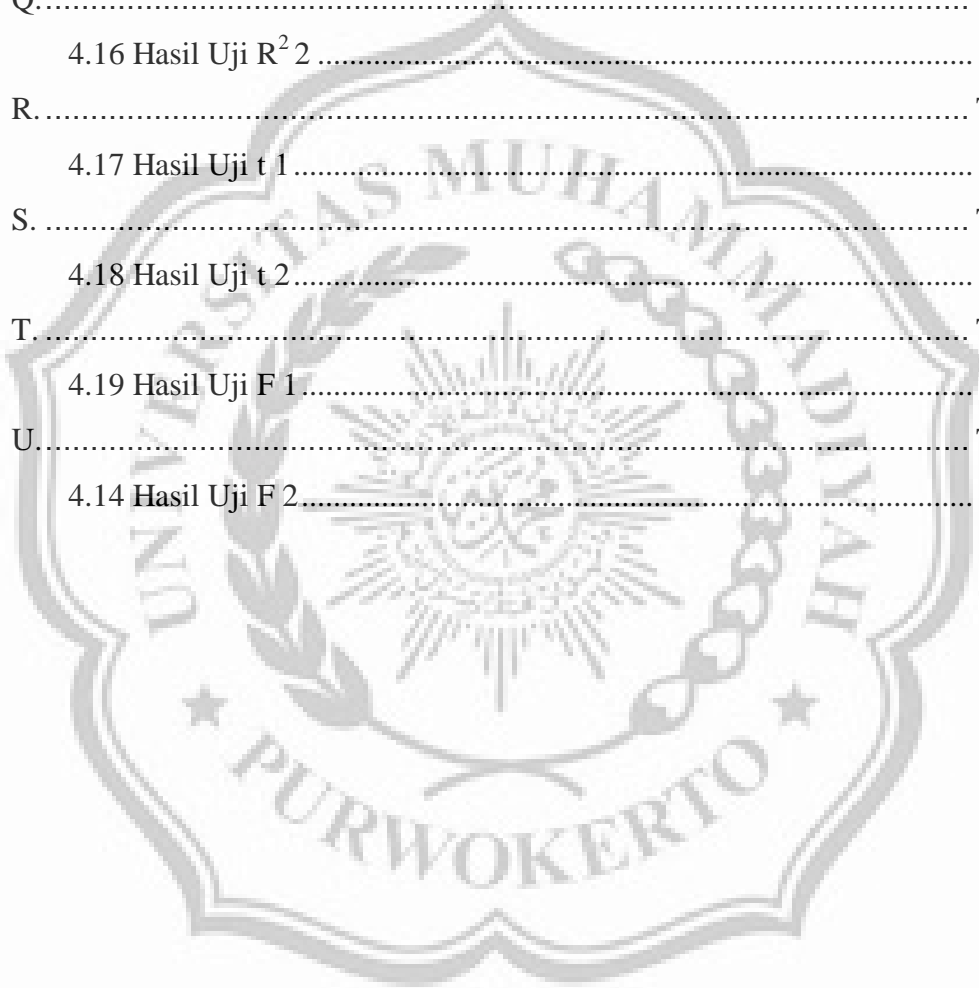 Q.......................................................................................................
4.16 Hasil Uji R² 2 ..........................................................................
R. ...................................................................................................... T
4.17 Hasil Uji t 1..............................................................................
S. ...................................................................................................... T
4.18 Hasil Uji t 2..............................................................................
T. ...................................................................................................... T
4.19 Hasil Uji F 1.............................................................................
U....................................................................................................... T
4.14 Hasil Uji F 2.............................................................................
UNIVERSITAS MUHAMMADIYAH
PURWOKERTO